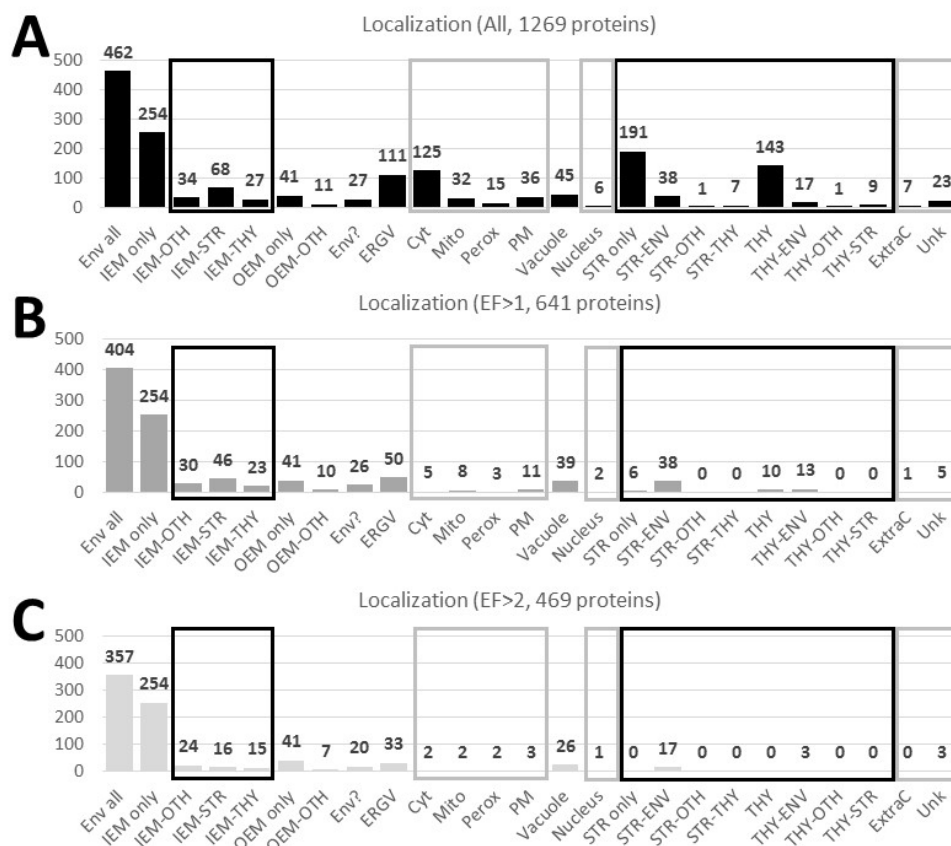 A
Localization (All, 1269 proteins)
500
400
300
200
100
0
462
254
34
68
27
41
11
27
111
125
32
15
36
45
6
191
38
1
7
143
17
1
9
7
23
Env all
IEM only
IEM-OTH
IEM-STR
IEM-THY
OEM only
OEM-OTH
Env?
ERGV
Cyt
Mito
Perox
PM
Vacuole
Nucleus
STR only
STR-ENV
STR-OTH
STR-THY
THY
THY-ENV
THY-OTH
THY-STR
ExtraC
Unk
B
Localization (EF>1, 641 proteins)
500
400
300
200
100
0
404
254
30
46
23
41
10
26
50
5
8
3
11
39
2
6
38
0
0
10
13
0
0
1
5
Env all
IEM only
IEM-OTH
IEM-STR
IEM-THY
OEM only
OEM-OTH
Env?
ERGV
Cyt
Mito
Perox
PM
Vacuole
Nucleus
STR only
STR-ENV
STR-OTH
STR-THY
THY
THY-ENV
THY-OTH
THY-STR
ExtraC
Unk
C
Localization (EF>2, 469 proteins)
500
400
300
200
100
0
357
254
24
16
15
41
7
20
33
2
2
2
3
26
1
0
17
0
0
0
3
0
0
0
3
Env all
IEM only
IEM-OTH
IEM-STR
IEM-THY
OEM only
OEM-OTH
Env?
ERGV
Cyt
Mito
Perox
PM
Vacuole
Nucleus
STR only
STR-ENV
STR-OTH
STR-THY
THY
THY-ENV
THY-OTH
THY-STR
ExtraC
Unk